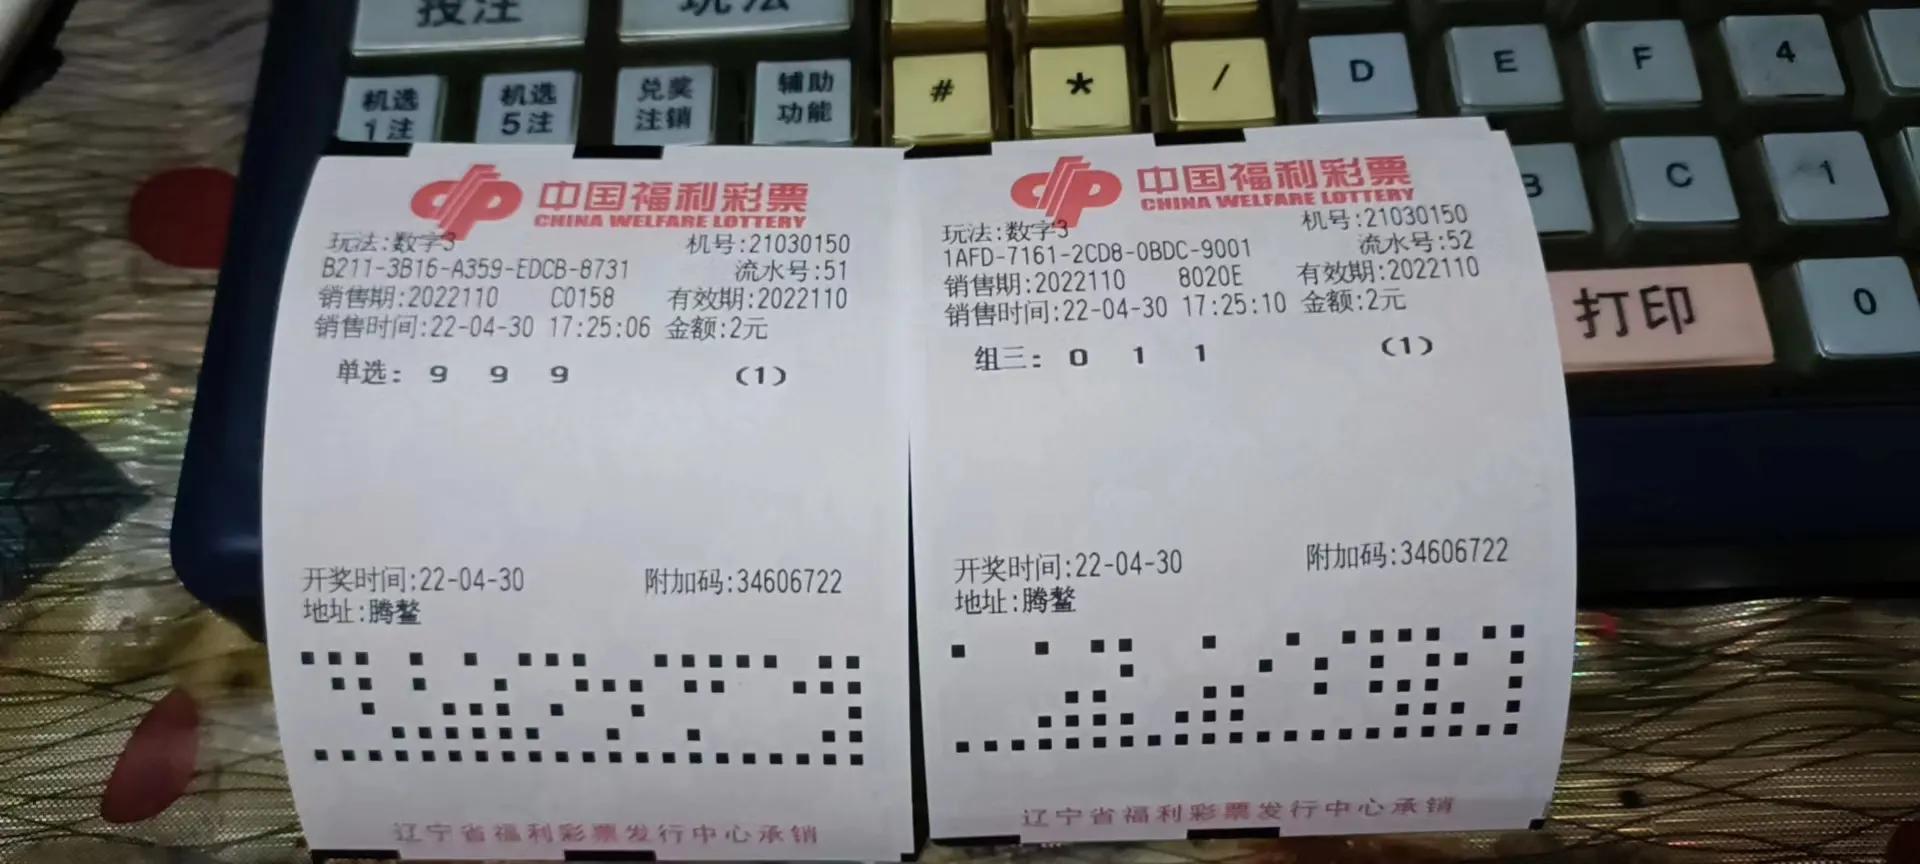 投注
玩法
机选
1注
机选
5注
兑奖
注销
辅助
功能
#
*
/
D
E
F
4
B
C
1
打印
0
中国福利彩票
CHINA WELFARE LOTTERY
玩法:数字3 机号:21030150
B211-3B16-A359-EDCB-8731 流水号:51
销售期:2022110 C0158 有效期:2022110
销售时间:22-04-30 17:25:06 金额:2元
单选: 9 9 9 (1)
开奖时间:22-04-30 附加码:34606722
地址:腾鳌
辽宁省福利彩票发行中心承销
中国福利彩票
CHINA WELFARE LOTTERY
玩法:数字3 机号:21030150
1AFD-7161-2CD8-0BDC-9001 流水号:52
销售期:2022110 8020E 有效期:2022110
销售时间:22-04-30 17:25:10 金额:2元
组三: 0 1 1 (1)
开奖时间:22-04-30 附加码:34606722
地址:腾鳌
辽宁省福利彩票发行中心承销